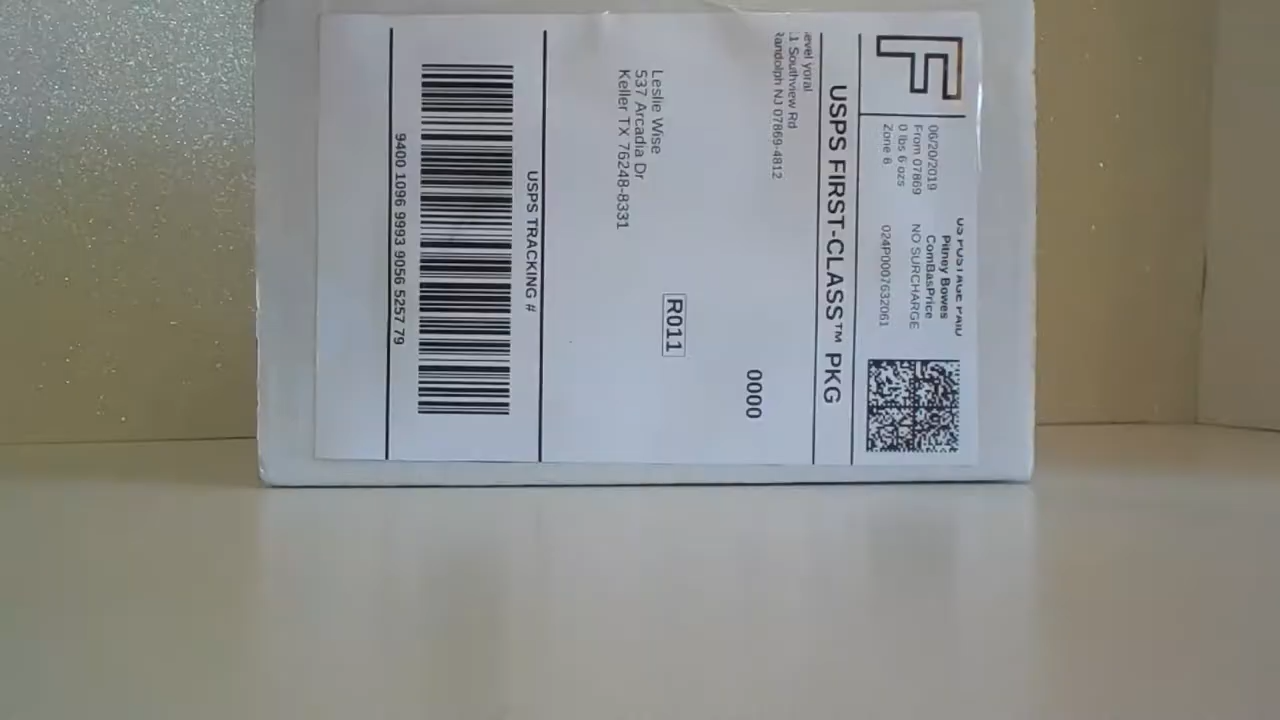 F
06/20/2019
From 07869
0 lbs 6 ozs
Zone 6
US POSTAGE PAID
Pitney Bowes
ComBasPrice
NO SURCHARGE
024P0007632061
USPS FIRST-CLASS™ PKG
yoral
1 Southview Rd
Randolph NJ 07869-4812
0000
R011
Leslie Wise
537 Arcadia Dr
Keller TX 76248-8331
USPS TRACKING #
9400 1096 9993 9056 5257 79